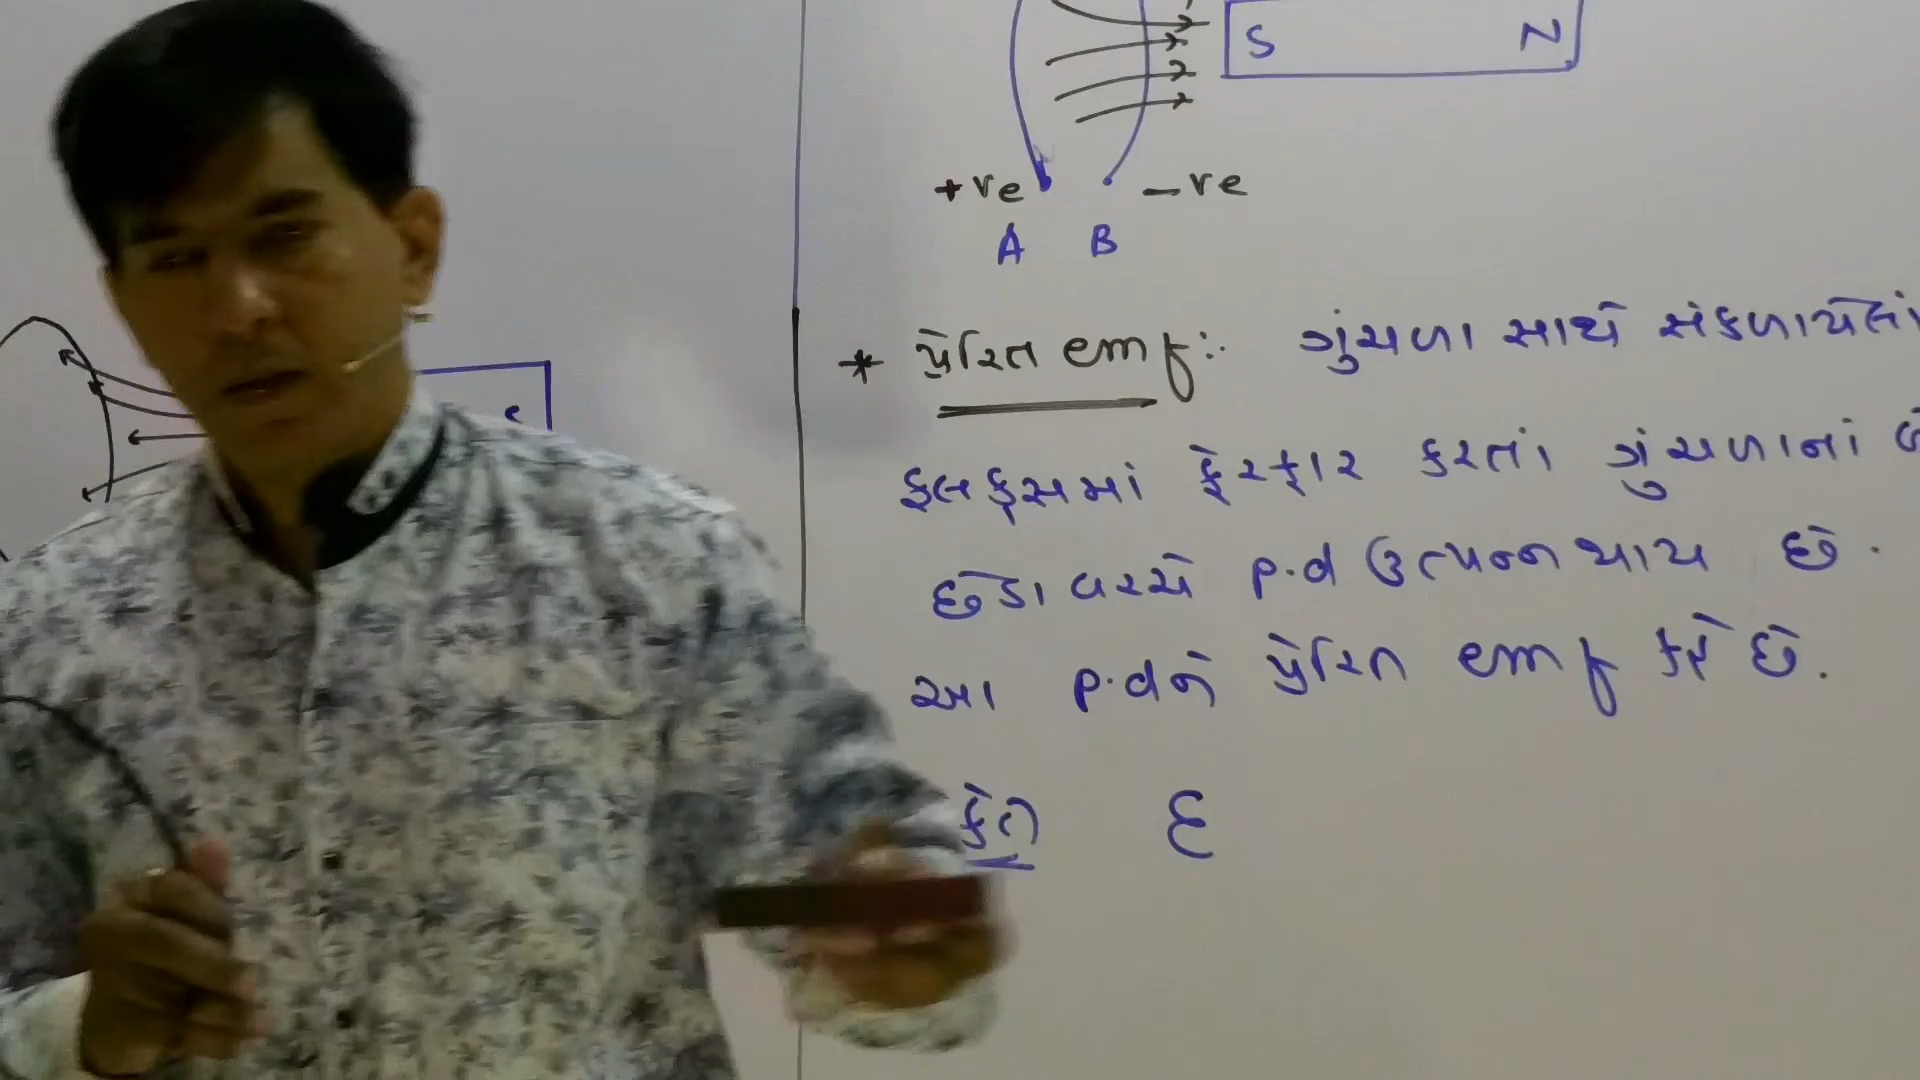 S N
+ve -ve
A B
* પ્રેરિત emf:- ગુંચળા સાથે સંકળાયેલાં
ફલક્સમાં ફેરફાર કરતાં ગુંચળાનાં
છેડા વચ્ચે p.d ઉત્પન્ન થાય છે.
આ p.d ને પ્રેરિત emf કહે છે.
ε